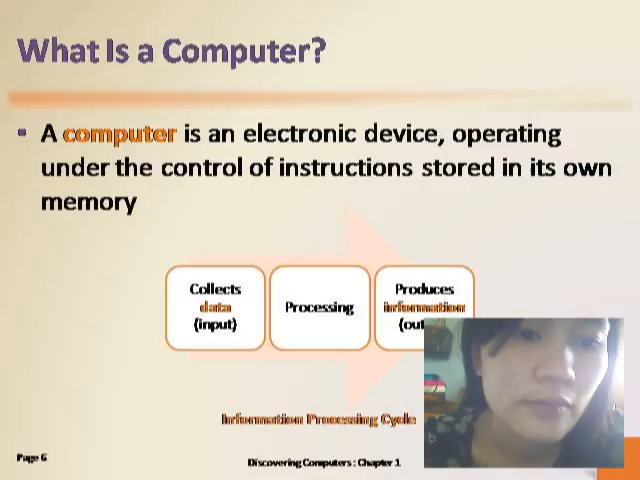 What Is a Computer?
▪ A computer is an electronic device, operating
under the control of instructions stored in its own
memory
Collects
data
(input)
Processing
Produces
information
(out
Information Processing Cycle
Page 6
Discovering Computers : Chapter 1